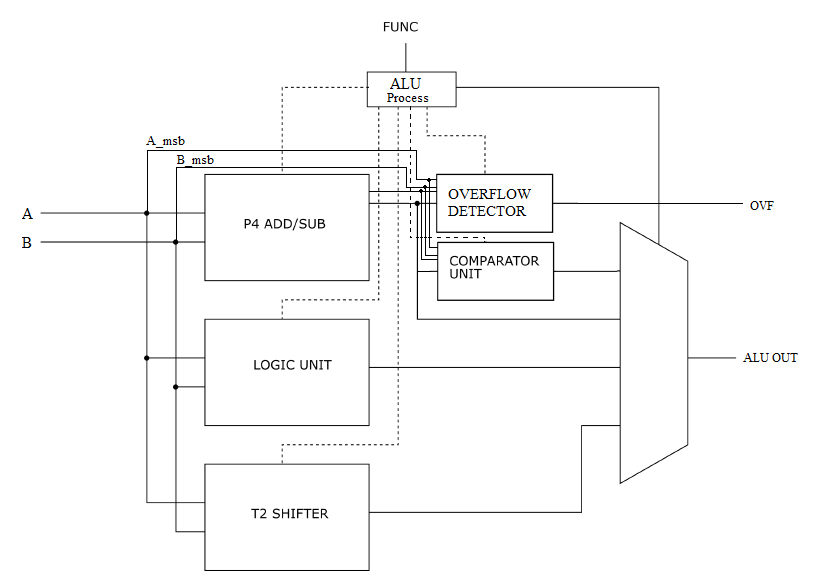 FUNC
ALU
Process
A_msb
B_msb
A
B
P4 ADD/SUB
OVERFLOW
DETECTOR
OVF
COMPARATOR
UNIT
LOGIC UNIT
ALU OUT
T2 SHIFTER